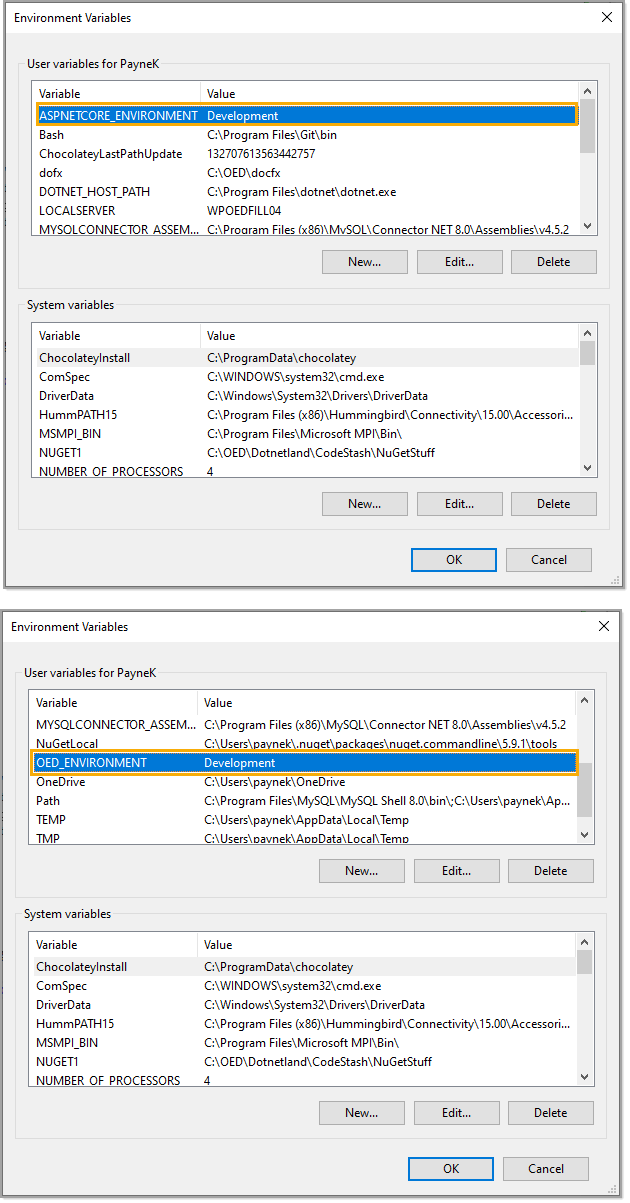 Environment Variables
User variables for PayneK
Variable Value
ASPNETCORE_ENVIRONMENT Development
Bash C:\Program Files\Git\bin
ChocolateyLastPathUpdate 132707613563442757
dofx C:\OED\docfx
DOTNET_HOST_PATH C:\Program Files\dotnet\dotnet.exe
LOCALSERVER WPOEDFILL04
MYSQLCONNECTOR_ASSEM... C:\Program Files (x86)\MySQL\Connector NET 8.0\Assemblies\v4.5.2
New... Edit... Delete
System variables
Variable Value
ChocolateyInstall C:\ProgramData\chocolatey
ComSpec C:\WINDOWS\system32\cmd.exe
DriverData C:\Windows\System32\Drivers\DriverData
HummPATH15 C:\Program Files (x86)\Hummingbird\Connectivity\15.00\Accessori...
MSMPI_BIN C:\Program Files\Microsoft MPI\Bin\
NUGET1 C:\OED\Dotnetland\CodeStash\NuGetStuff
NUMBER_OF_PROCESSORS 4
New... Edit... Delete
OK Cancel
Environment Variables
User variables for PayneK
Variable Value
MYSQLCONNECTOR_ASSEM... C:\Program Files (x86)\MySQL\Connector NET 8.0\Assemblies\v4.5.2
NuGetLocal C:\Users\paynek\.nuget\packages\nuget.commandline\5.9.1\tools
OED_ENVIRONMENT Development
OneDrive C:\Users\paynek\OneDrive
Path C:\Program Files\MySQL\MySQL Shell 8.0\bin\;C:\Users\paynek\Ap...
TEMP C:\Users\paynek\AppData\Local\Temp
TMP C:\Users\paynek\AppData\Local\Temp
New... Edit... Delete
System variables
Variable Value
ChocolateyInstall C:\ProgramData\chocolatey
ComSpec C:\WINDOWS\system32\cmd.exe
DriverData C:\Windows\System32\Drivers\DriverData
HummPATH15 C:\Program Files (x86)\Hummingbird\Connectivity\15.00\Accessori...
MSMPI_BIN C:\Program Files\Microsoft MPI\Bin\
NUGET1 C:\OED\Dotnetland\CodeStash\NuGetStuff
NUMBER_OF_PROCESSORS 4
New... Edit... Delete
OK Cancel